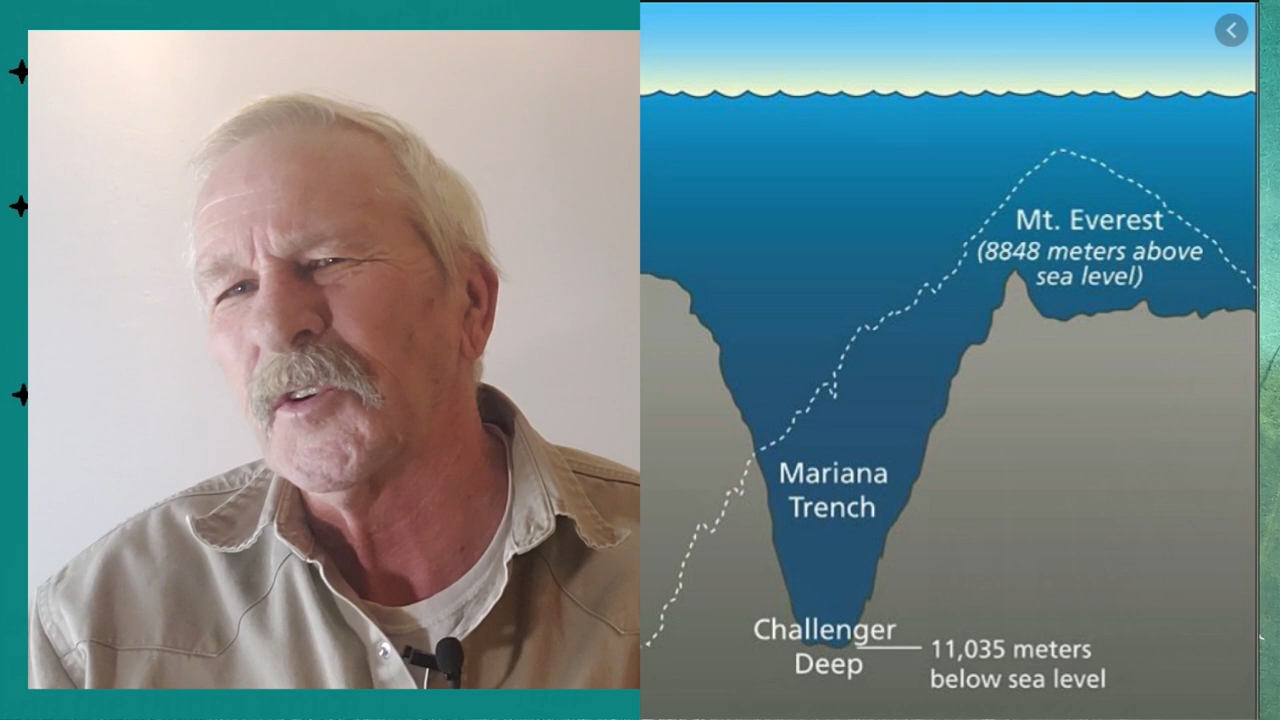 Mt. Everest
(8848 meters above
sea level)
Mariana
Trench
Challenger
Deep
11,035 meters
below sea level